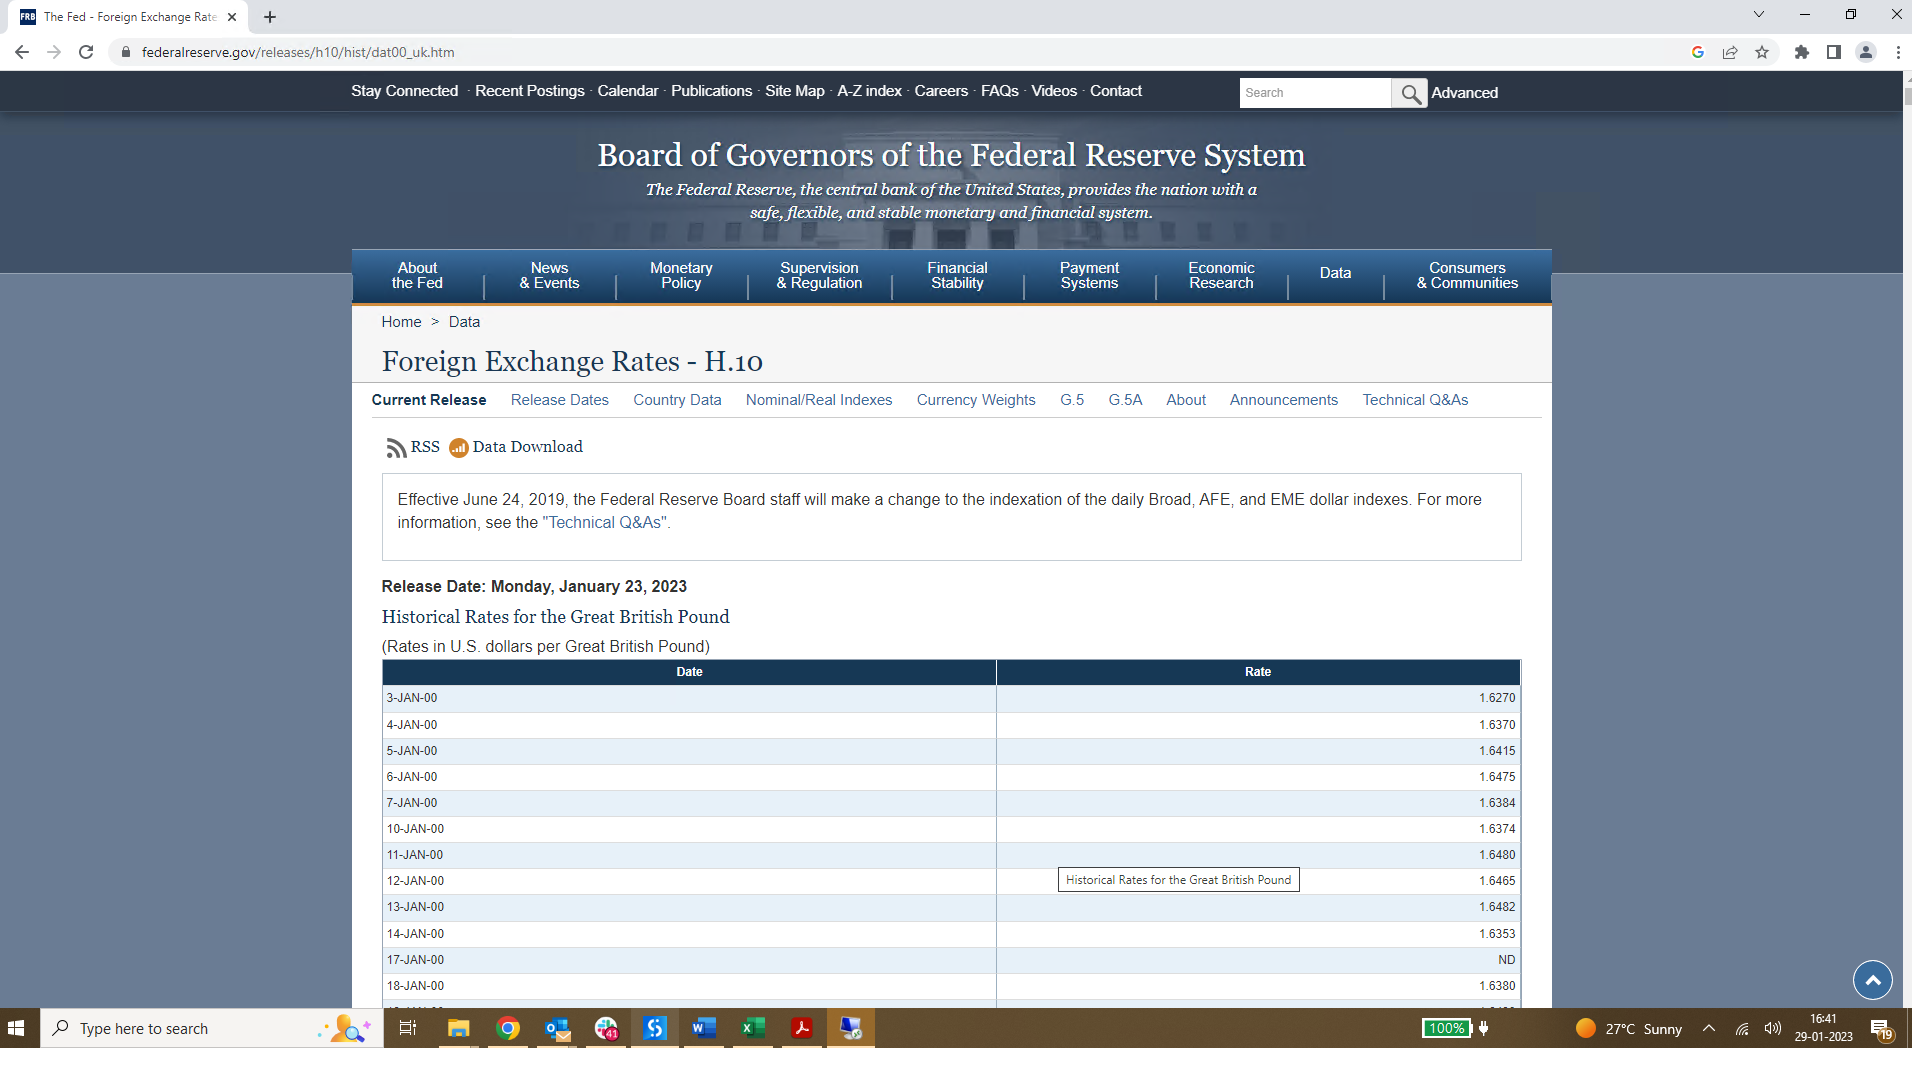 FRB The Fed - Foreign Exchange Rate
federalreserve.gov/releases/h10/hist/dat00_uk.htm
Stay Connected · Recent Postings · Calendar · Publications · Site Map · A-Z index · Careers · FAQs · Videos · Contact
Search
Advanced
Board of Governors of the Federal Reserve System
The Federal Reserve, the central bank of the United States, provides the nation with a
safe, flexible, and stable monetary and financial system.
About the Fed
News & Events
Monetary Policy
Supervision & Regulation
Financial Stability
Payment Systems
Economic Research
Data
Consumers & Communities
Home > Data
Foreign Exchange Rates - H.10
Current Release Release Dates Country Data Nominal/Real Indexes Currency Weights G.5 G.5A About Announcements Technical Q&As
RSS Data Download
Effective June 24, 2019, the Federal Reserve Board staff will make a change to the indexation of the daily Broad, AFE, and EME dollar indexes. For more
information, see the "Technical Q&As".
Release Date: Monday, January 23, 2023
Historical Rates for the Great British Pound
(Rates in U.S. dollars per Great British Pound)
Date Rate
3-JAN-00 1.6270
4-JAN-00 1.6370
5-JAN-00 1.6415
6-JAN-00 1.6475
7-JAN-00 1.6384
10-JAN-00 1.6374
11-JAN-00 1.6480
12-JAN-00 1.6465
Historical Rates for the Great British Pound
13-JAN-00 1.6482
14-JAN-00 1.6353
17-JAN-00 ND
18-JAN-00 1.6380
Type here to search
41
100%
27°C Sunny
16:41
29-01-2023
19